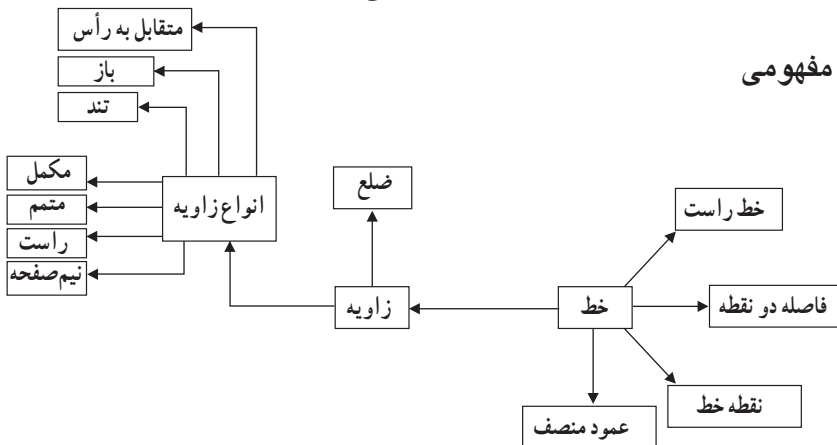 مفهومی
متقابل به رأس
باز
تند
مکمل
متمم
راست
نیم‌صفحه
انواع زاویه
ضلع
زاویه
خط
خط راست
فاصله دو نقطه
نقطه خط
عمود منصف